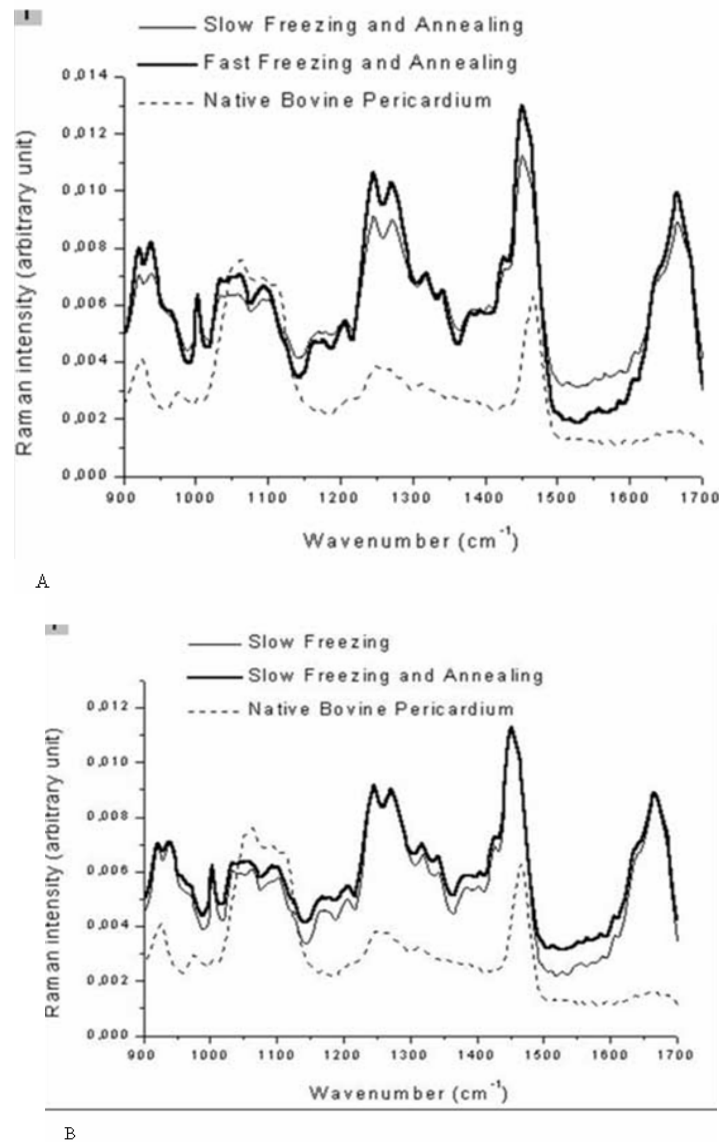 Slow Freezing and Annealing
Fast Freezing and Annealing
Native Bovine Pericardium
Raman intensity (arbitrary unit)
0,014
0,012
0,010
0,008
0,006
0,004
0,002
0,000
900 1000 1100 1200 1300 1400 1500 1600 1700
Wavenumber (cm⁻¹)
A
Slow Freezing
Slow Freezing and Annealing
Native Bovine Pericardium
Raman intensity (arbitrary unit)
0,012
0,010
0,008
0,006
0,004
0,002
0,000
900 1000 1100 1200 1300 1400 1500 1600 1700
Wavenumber (cm⁻¹)
B